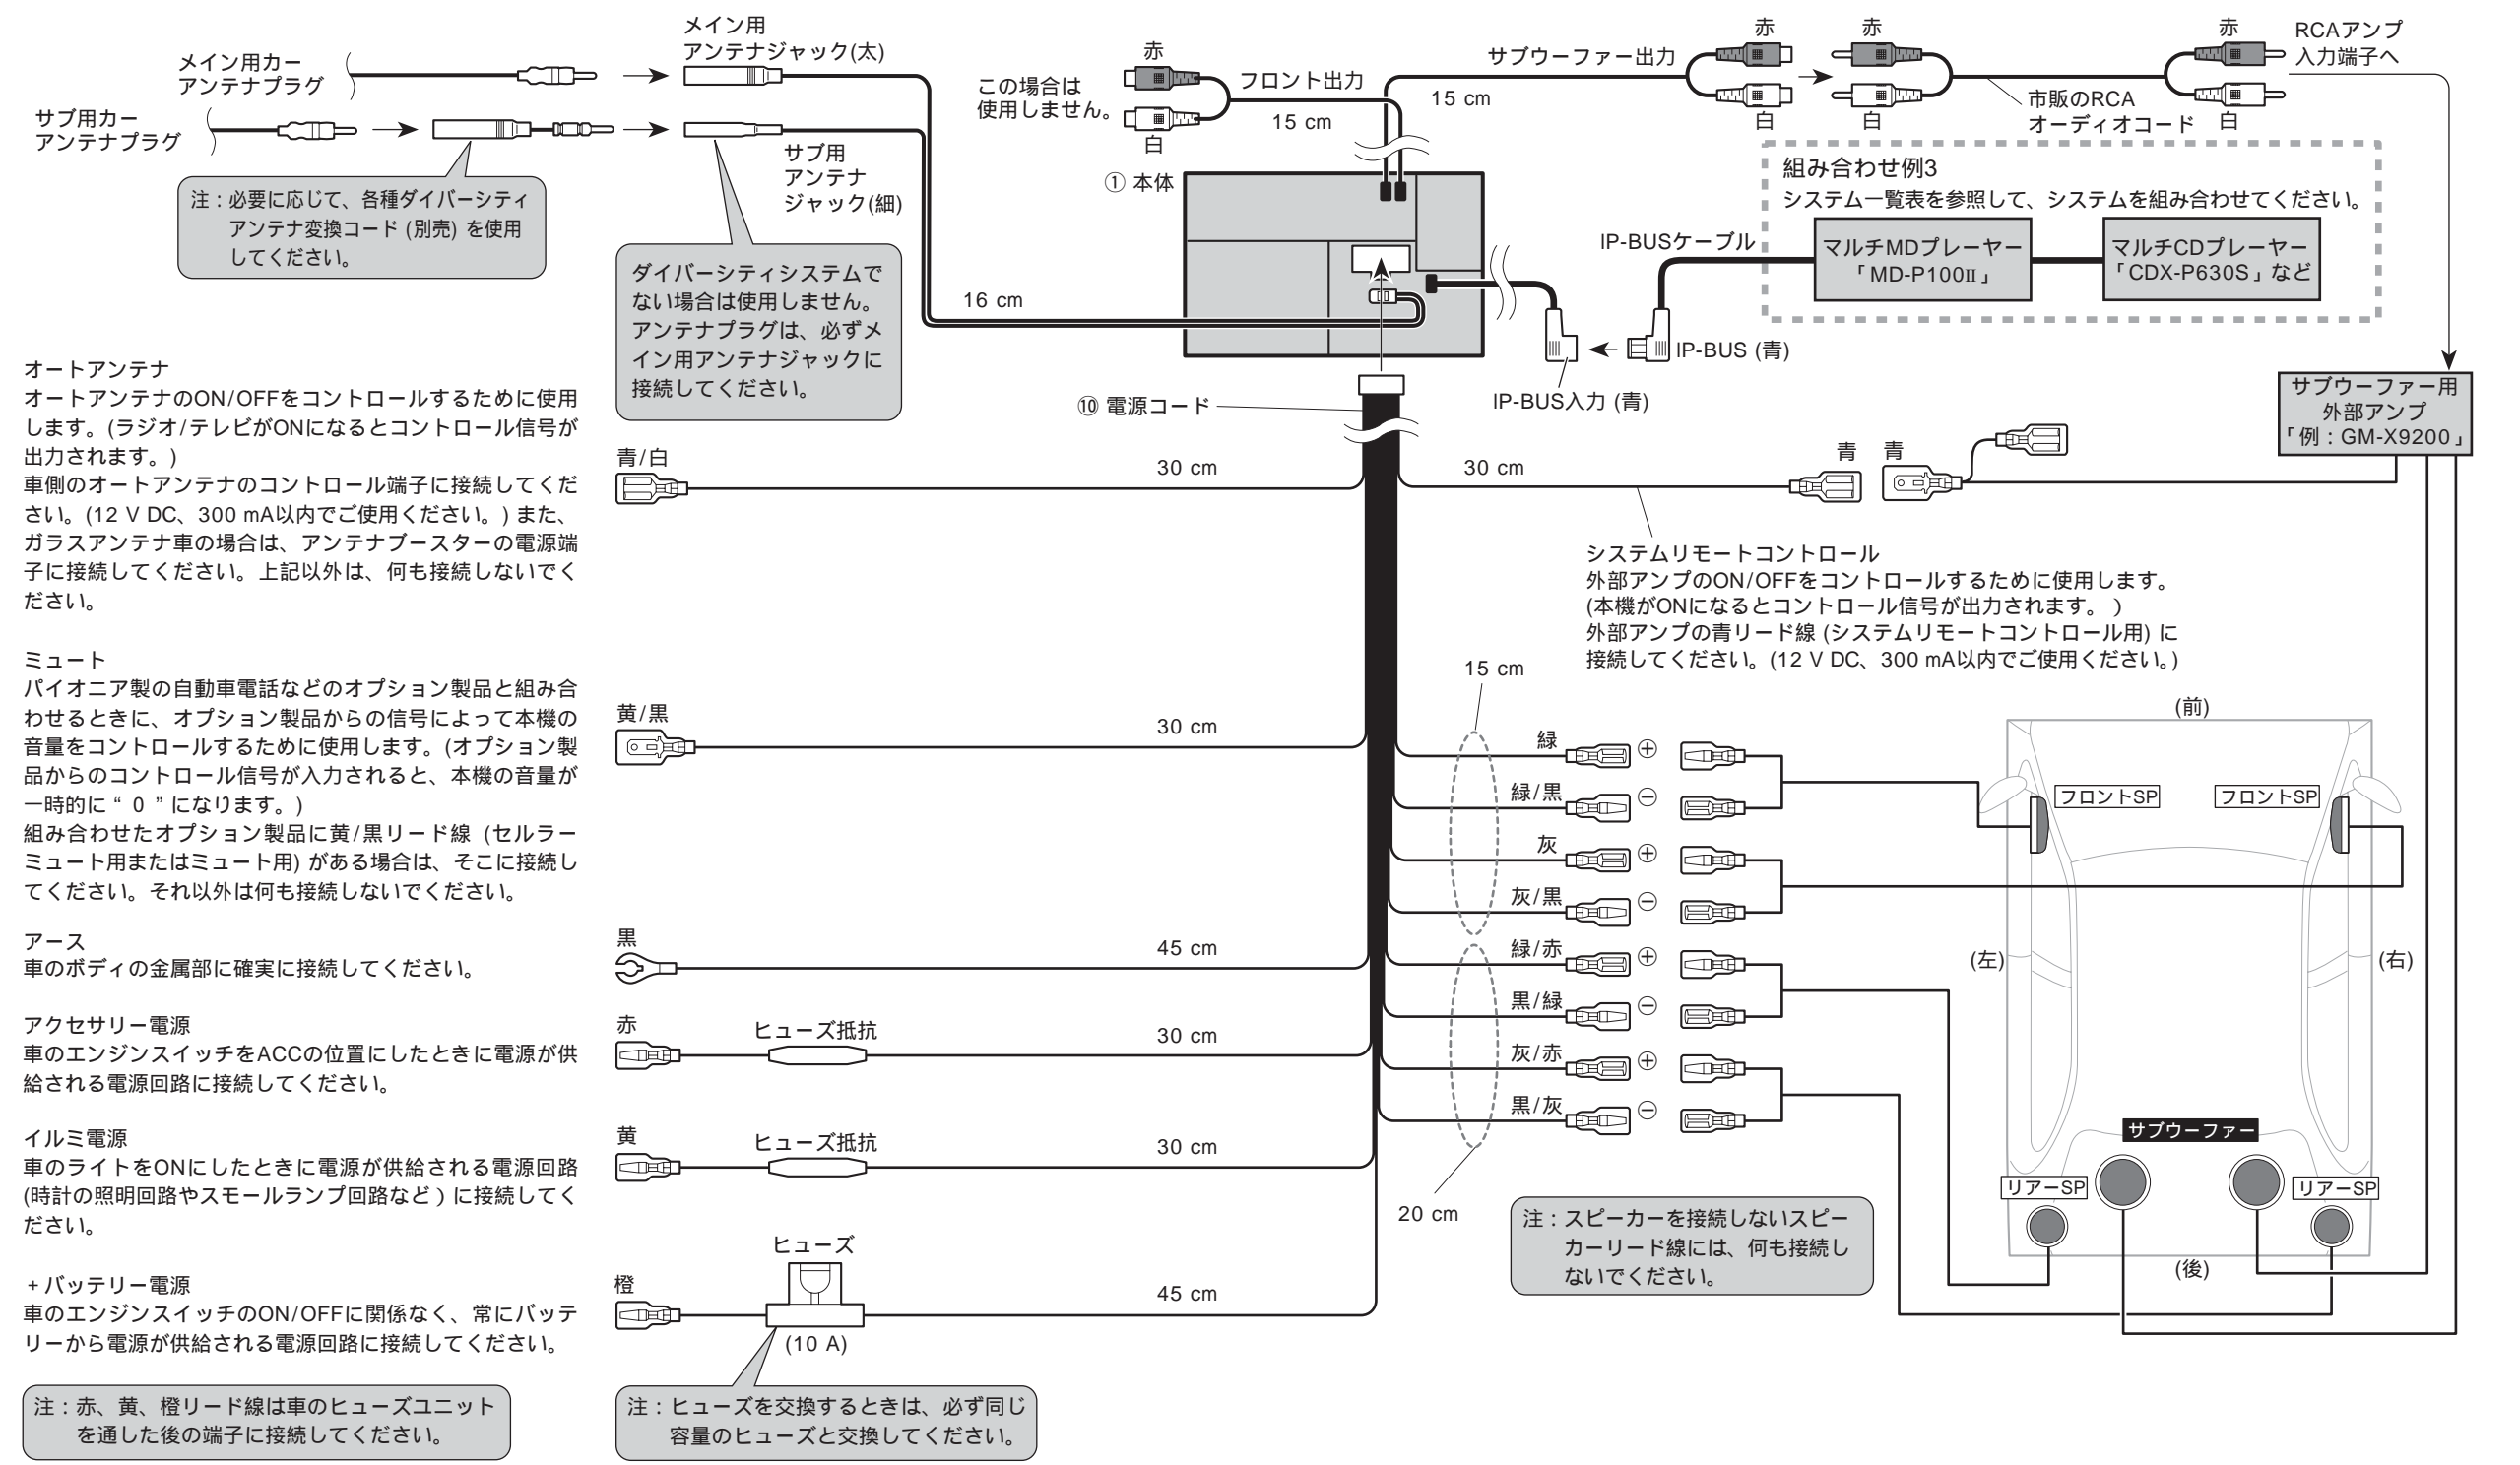 メイン用カー
アンテナプラグ
メイン用
アンテナジャック(太)
サブ用カー
アンテナプラグ
サブ用
アンテナ
ジャック(細)
注：必要に応じて、各種ダイバーシティ
アンテナ変換コード (別売) を使用
してください。
ダイバーシティシステムで
ない場合は使用しません。
アンテナプラグは、必ずメ
イン用アンテナジャックに
接続してください。
16 cm
この場合は
使用しません。
赤
白
フロント出力
15 cm
① 本体
サブウーファー出力
15 cm
赤
白
赤
白
市販のRCA
オーディオコード
赤
白
RCAアンプ
入力端子へ
組み合わせ例3
システム一覧表を参照して、システムを組み合わせてください。
IP-BUSケーブル
マルチMDプレーヤー
「MD-P100II」
マルチCDプレーヤー
「CDX-P630S」など
IP-BUS (青)
IP-BUS入力 (青)
⑩ 電源コード
サブウーファー用
外部アンプ
「例：GM-X9200」
オートアンテナ
オートアンテナのON/OFFをコントロールするために使用
します。(ラジオ/テレビがONになるとコントロール信号が
出力されます。)
車側のオートアンテナのコントロール端子に接続してくだ
さい。(12 V DC、300 mA以内でご使用ください。) また、
ガラスアンテナ車の場合は、アンテナブースターの電源端
子に接続してください。上記以外は、何も接続しないでく
ださい。
青/白
30 cm
30 cm
青
青
システムリモートコントロール
外部アンプのON/OFFをコントロールするために使用します。
(本機がONになるとコントロール信号が出力されます。)
外部アンプの青リード線 (システムリモートコントロール用) に
接続してください。(12 V DC、300 mA以内でご使用ください。)
ミュート
パイオニア製の自動車電話などのオプション製品と組み合
わせるときに、オプション製品からの信号によって本機の
音量をコントロールするために使用します。(オプション製
品からのコントロール信号が入力されると、本機の音量が
一時的に“0”になります。)
組み合わせたオプション製品に黄/黒リード線 (セルラー
ミュート用またはミュート用) がある場合は、そこに接続し
てください。それ以外は何も接続しないでください。
黄/黒
30 cm
アース
車のボディの金属部に確実に接続してください。
黒
45 cm
アクセサリー電源
車のエンジンスイッチをACCの位置にしたときに電源が供
給される電源回路に接続してください。
赤
ヒューズ抵抗
30 cm
イルミ電源
車のライトをONにしたときに電源が供給される電源回路
(時計の照明回路やスモールランプ回路など) に接続してく
ださい。
黄
ヒューズ抵抗
30 cm
+ バッテリー電源
車のエンジンスイッチのON/OFFに関係なく、常にバッテ
リーから電源が供給される電源回路に接続してください。
橙
ヒューズ
(10 A)
45 cm
注：赤、黄、橙リード線は車のヒューズユニット
を通した後の端子に接続してください。
注：ヒューズを交換するときは、必ず同じ
容量のヒューズと交換してください。
15 cm
緑 ⊕
緑/黒 ⊖
灰 ⊕
灰/黒 ⊖
緑/赤 ⊕
黒/緑 ⊖
灰/赤 ⊕
黒/灰 ⊖
20 cm
注：スピーカーを接続しないスピー
カーリード線には、何も接続し
ないでください。
(前)
フロントSP
フロントSP
(左)
(右)
サブウーファー
リアーSP
リアーSP
(後)